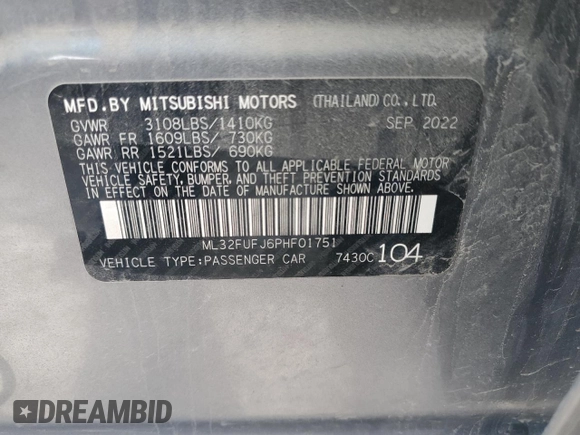 MFD.BY MITSUBISHI MOTORS (THAILAND) CO., LTD.
GVWR 3108LBS/1410KG SEP 2022
GAWR FR 1609LBS/ 730KG
GAWR RR 1521LBS/ 690KG
THIS VEHICLE CONFORMS TO ALL APPLICABLE FEDERAL MOTOR
VEHICLE SAFETY, BUMPER, AND THEFT PREVENTION STANDARDS
IN EFFECT ON THE DATE OF MANUFACTURE SHOWN ABOVE.
ML32FUFJ6PHF01751
VEHICLE TYPE:PASSENGER CAR 7430C 104
DREAMBID